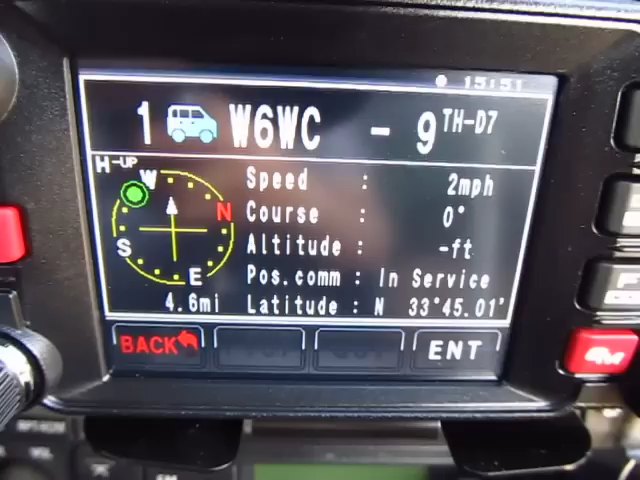 15:51
1 W6WC - 9 TH-D7
H-UP
W
N
S
E
4.6mi
Speed : 2mph
Course : 0°
Altitude : -ft
Pos.comm : In Service
Latitude : N 33°45.01'
BACK ENT